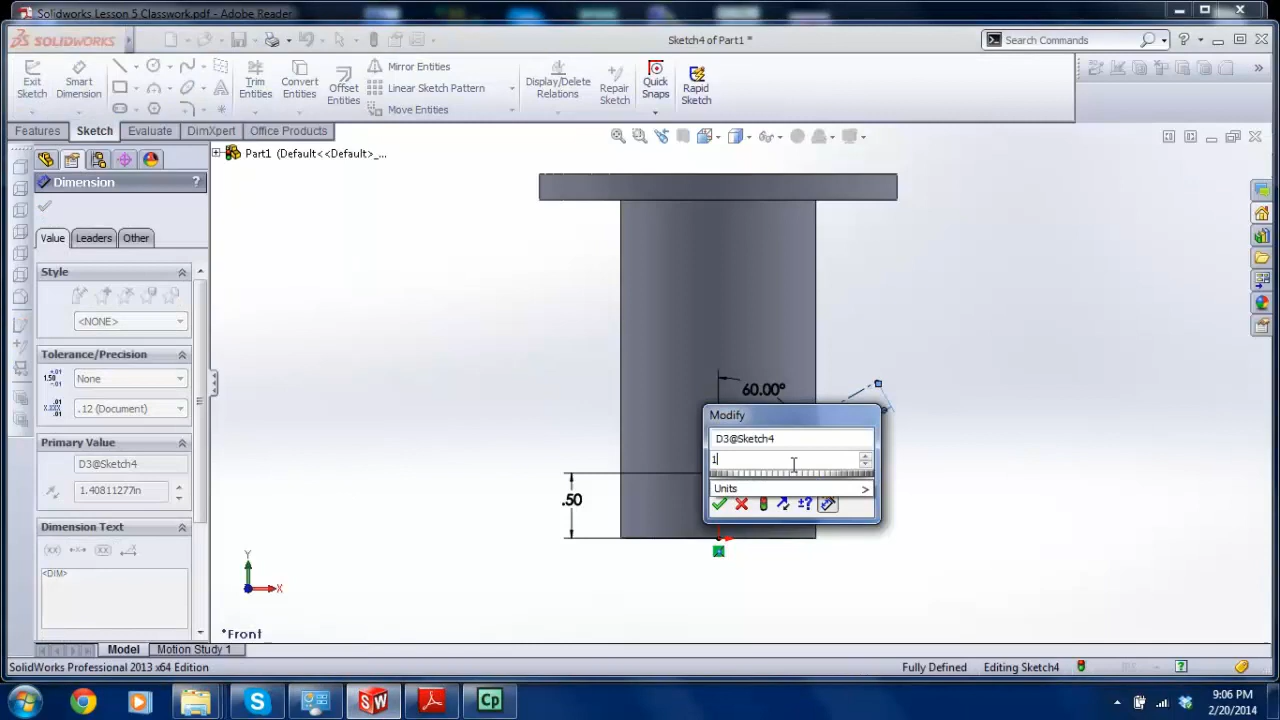 Solidworks Lesson 5 Classwork.pdf - Adobe Reader
SOLIDWORKS
Sketch4 of Part1 *
Search Commands
Exit Sketch
Smart Dimension
Trim Entities
Convert Entities
Offset Entities
Mirror Entities
Linear Sketch Pattern
Move Entities
Display/Delete Relations
Repair Sketch
Quick Snaps
Rapid Sketch
Features
Sketch
Evaluate
DimXpert
Office Products
Part1 (Default<<Default>_...
Dimension
?
Value
Leaders
Other
Style
<NONE>
Tolerance/Precision
None
.12 (Document)
Primary Value
D3@Sketch4
1.40811277in
Dimension Text
<DIM>
60.00°
.50
Modify
D3@Sketch4
1
Units >
Y
X
*Front
Model
Motion Study 1
SolidWorks Professional 2013 x64 Edition
Fully Defined
Editing Sketch4
9:06 PM
2/20/2014